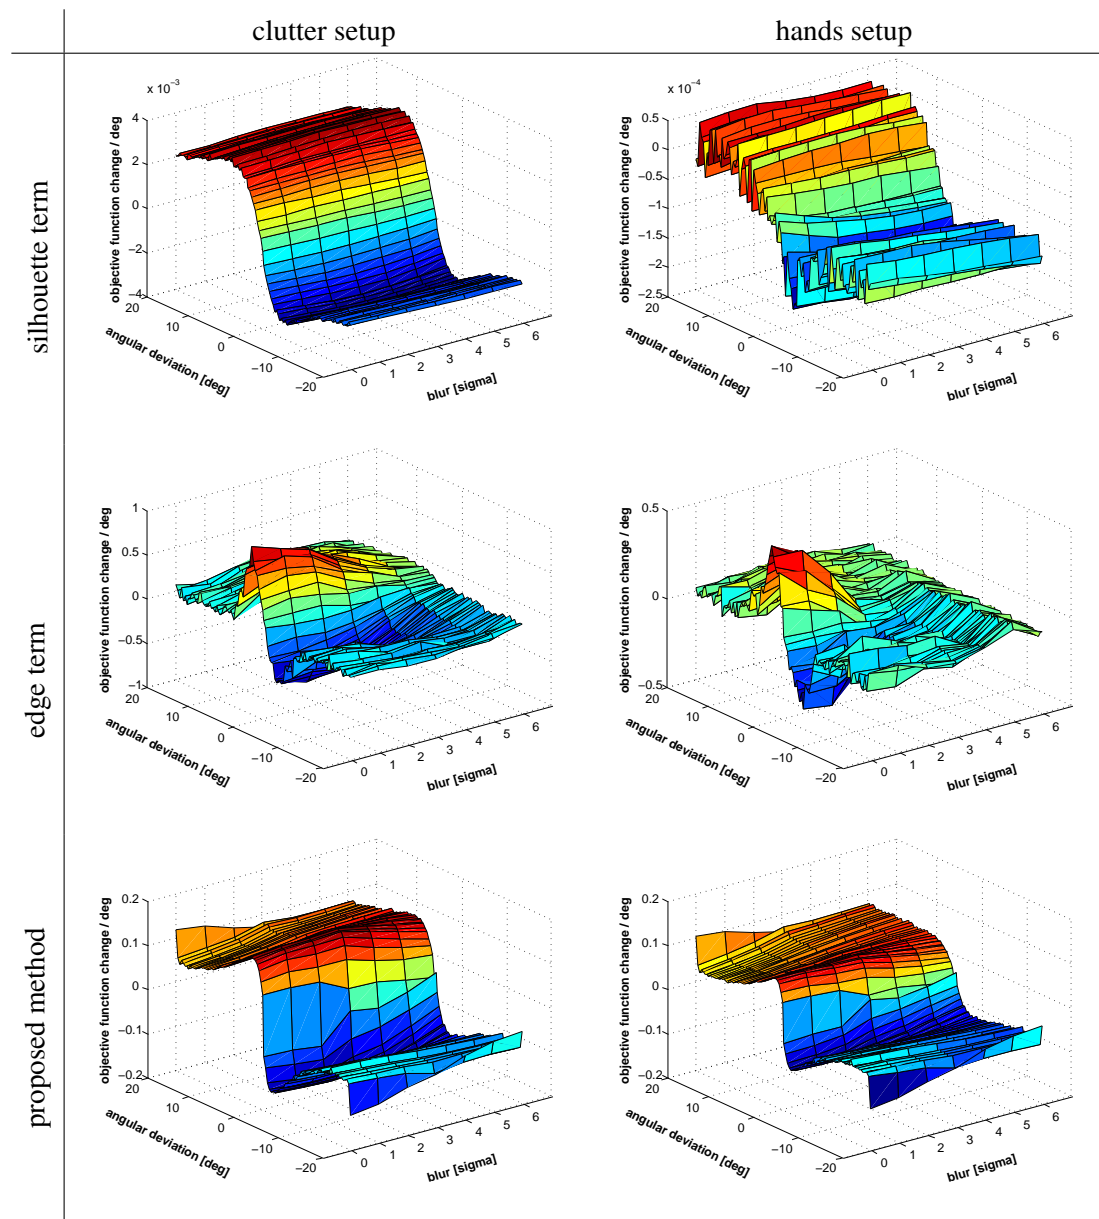 clutter setup hands setup
silhouette term
x 10⁻³
4
2
0
−2
−4
objective function change / deg
20
10
0
−10
−20
angular deviation [deg]
0 1 2 3 4 5 6
blur [sigma]
x 10⁻⁴
0.5
0
−0.5
−1
−1.5
−2
−2.5
objective function change / deg
20
10
0
−10
−20
angular deviation [deg]
0 1 2 3 4 5 6
blur [sigma]
edge term
1
0.5
0
−0.5
−1
objective function change / deg
20
10
0
−10
−20
angular deviation [deg]
0 1 2 3 4 5 6
blur [sigma]
0.5
0
−0.5
objective function change / deg
20
10
0
−10
−20
angular deviation [deg]
0 1 2 3 4 5 6
blur [sigma]
proposed method
0.2
0.1
0
−0.1
−0.2
objective function change / deg
20
10
0
−10
−20
angular deviation [deg]
0 1 2 3 4 5 6
blur [sigma]
0.2
0.1
0
−0.1
−0.2
objective function change / deg
20
10
0
−10
−20
angular deviation [deg]
0 1 2 3 4 5 6
blur [sigma]